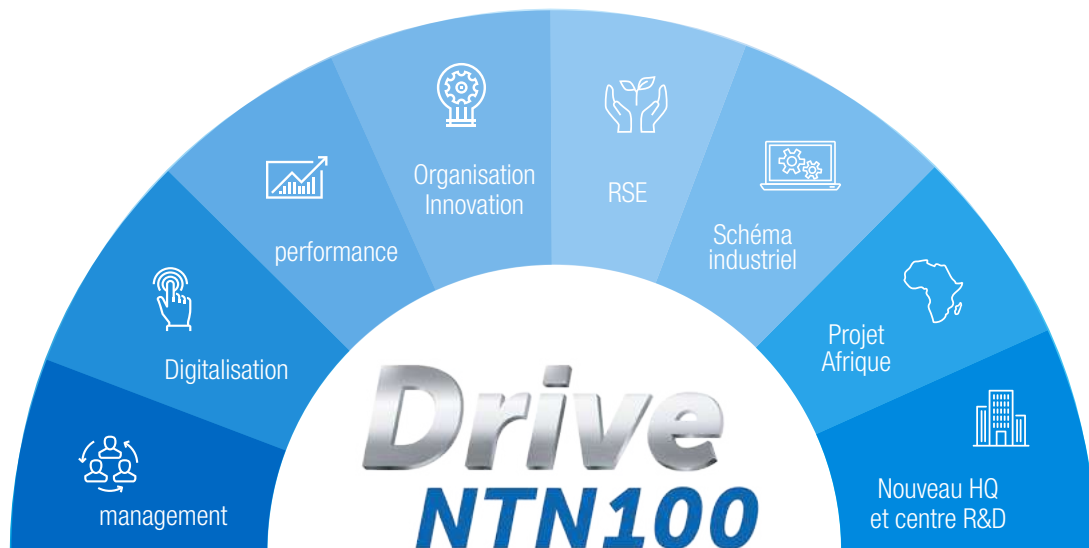 management
Digitalisation
performance
Organisation
Innovation
RSE
Schéma
industriel
Projet
Afrique
Nouveau HQ
et centre R&D
Drive
NTN100